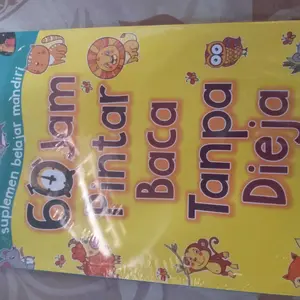 suplemen belajar mandiri
60 Jam
Pintar
Baca
Tanpa
Dieja